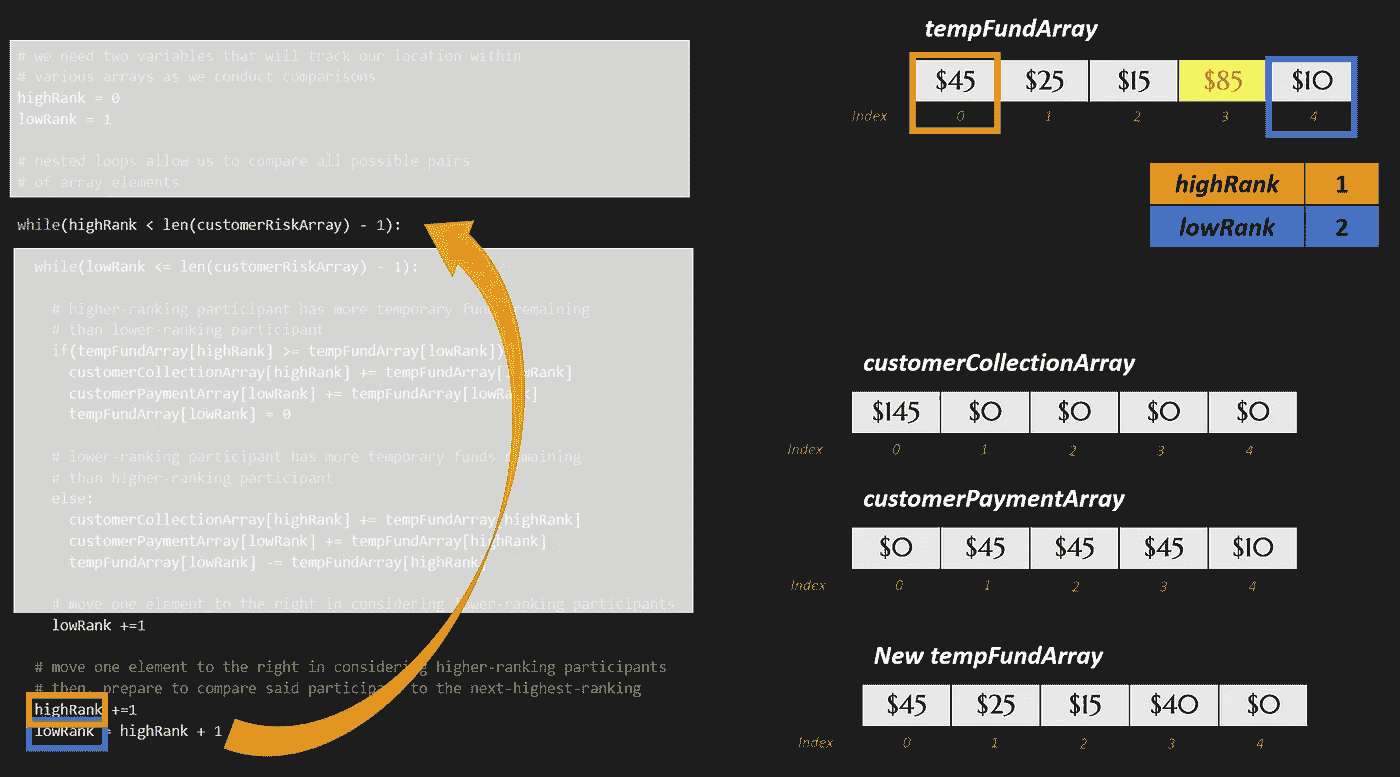 # we need two variables that will track our location within
# various arrays as we conduct comparisons
highRank = 0
lowRank = 1
# nested loops allow us to compare all possible pairs
# of array elements
while(highRank < len(customerRiskArray) - 1):
while(lowRank <= len(customerRiskArray) - 1):
# higher-ranking participant has more temporary funds remaining
# than lower-ranking participant
if(tempFundArray[highRank] >= tempFundArray[lowRank])
customerCollectionArray[highRank] += tempFundArray[lowRank]
customerPaymentArray[lowRank] += tempFundArray[lowRank]
tempFundArray[lowRank] = 0
# lower-ranking participant has more temporary funds remaining
# than higher-ranking participant
else:
customerCollectionArray[highRank] += tempFundArray[highRank]
customerPaymentArray[lowRank] += tempFundArray[highRank]
tempFundArray[lowRank] -= tempFundArray[highRank
# move one element to the right in considering lower-ranking participants
lowRank +=1
# move one element to the right in considering higher-ranking participants
# then, prepare to compare said participant to the next-highest-ranking
highRank +=1
lowRank = highRank + 1
tempFundArray
$45 $25 $15 $85 $10
Index 0 1 2 3 4
highRank 1
lowRank 2
customerCollectionArray
$145 $0 $0 $0 $0
Index 0 1 2 3 4
customerPaymentArray
$0 $45 $45 $45 $10
Index 0 1 2 3 4
New tempFundArray
$45 $25 $15 $40 $0
Index 0 1 2 3 4